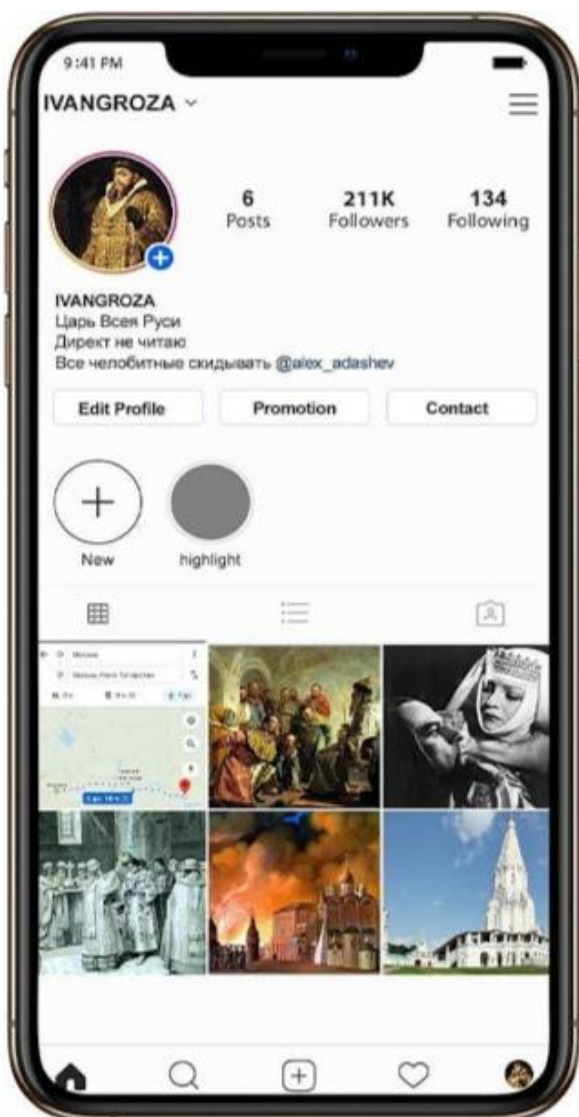 9:41 PM
IVANGROZA
6 211K 134
Posts Followers Following
IVANGROZA
Царь Всея Руси
Директ не читаю
Все челобитные скидывать @alex_adashev
Edit Profile Promotion Contact
New highlight
Москва